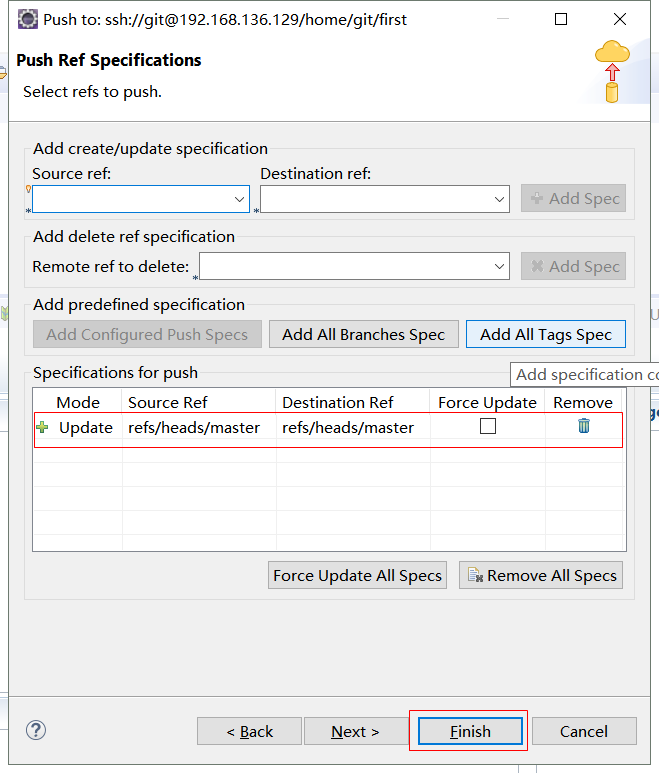 Push to: ssh://git@192.168.136.129/home/git/first
Push Ref Specifications
Select refs to push.
Add create/update specification
Source ref:
Destination ref:
*
*
Add Spec
Add delete ref specification
Remote ref to delete:
*
Add Spec
Add predefined specification
Add Configured Push Specs
Add All Branches Spec
Add All Tags Spec
Add specification co
Specifications for push
Mode Source Ref Destination Ref Force Update Remove
Update refs/heads/master refs/heads/master
Force Update All Specs
Remove All Specs
?
< Back
Next >
Finish
Cancel